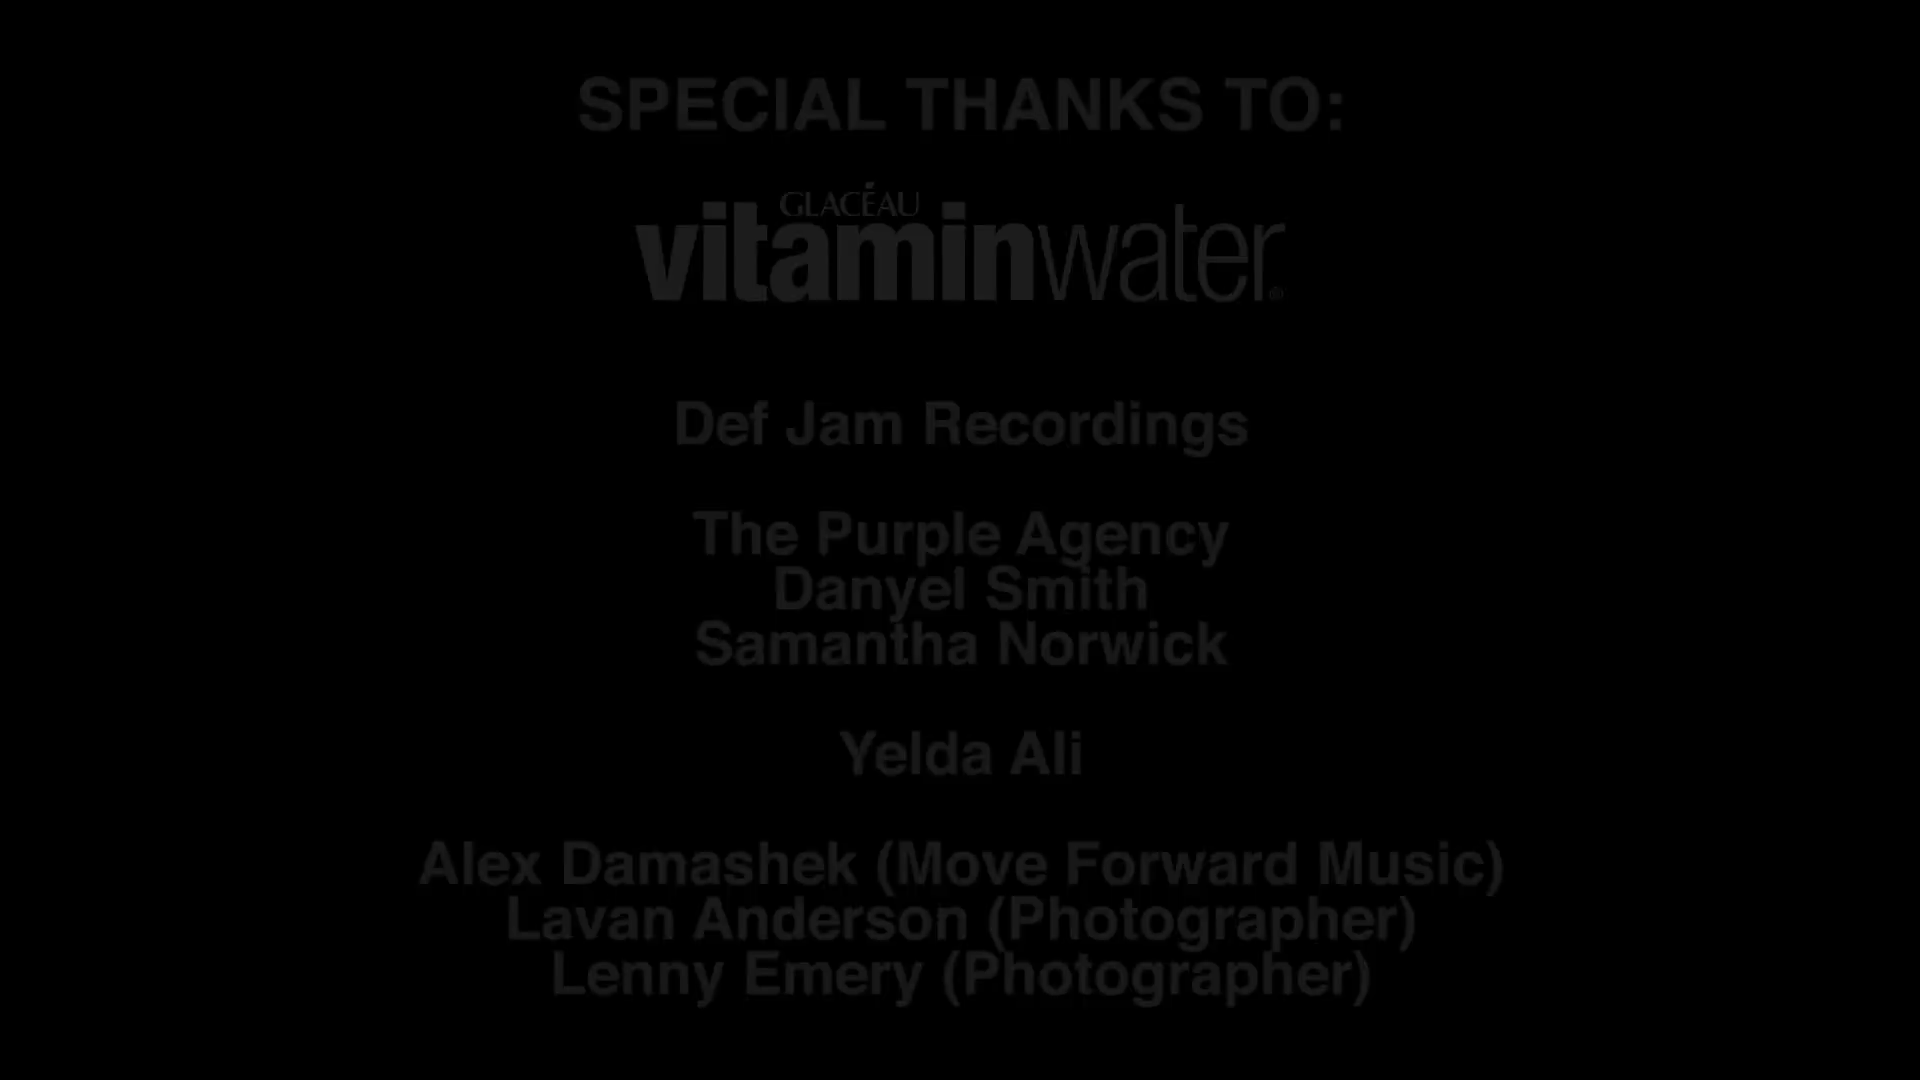 SPECIAL THANKS TO:
GLACÉAU
vitaminwater®
Def Jam Recordings
The Purple Agency
Danyel Smith
Samantha Norwick
Yelda Ali
Alex Damashek (Move Forward Music)
Lavan Anderson (Photographer)
Lenny Emery (Photographer)